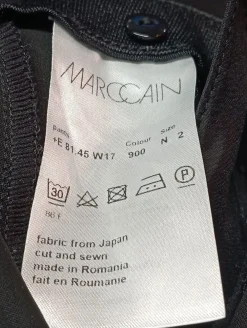 MARCCAIN
Colour Size
+E 81.45 W17 900 N 2
30
P
fabric from Japan
cut and sewn
made in Romania
fait en Roumanie